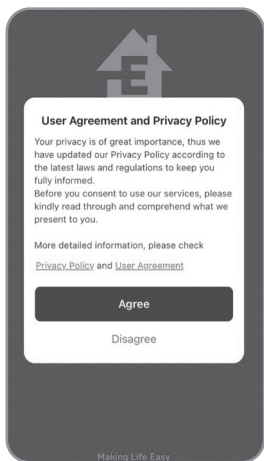 E
User Agreement and Privacy Policy
Your privacy is of great importance, thus we
have updated our Privacy Policy according to
the latest laws and regulations to keep you
fully informed.
Before you consent to use our services, please
kindly read through and comprehend what we
present to you.
More detailed information, please check
Privacy Policy and User Agreement
Agree
Disagree
Making Life Easy